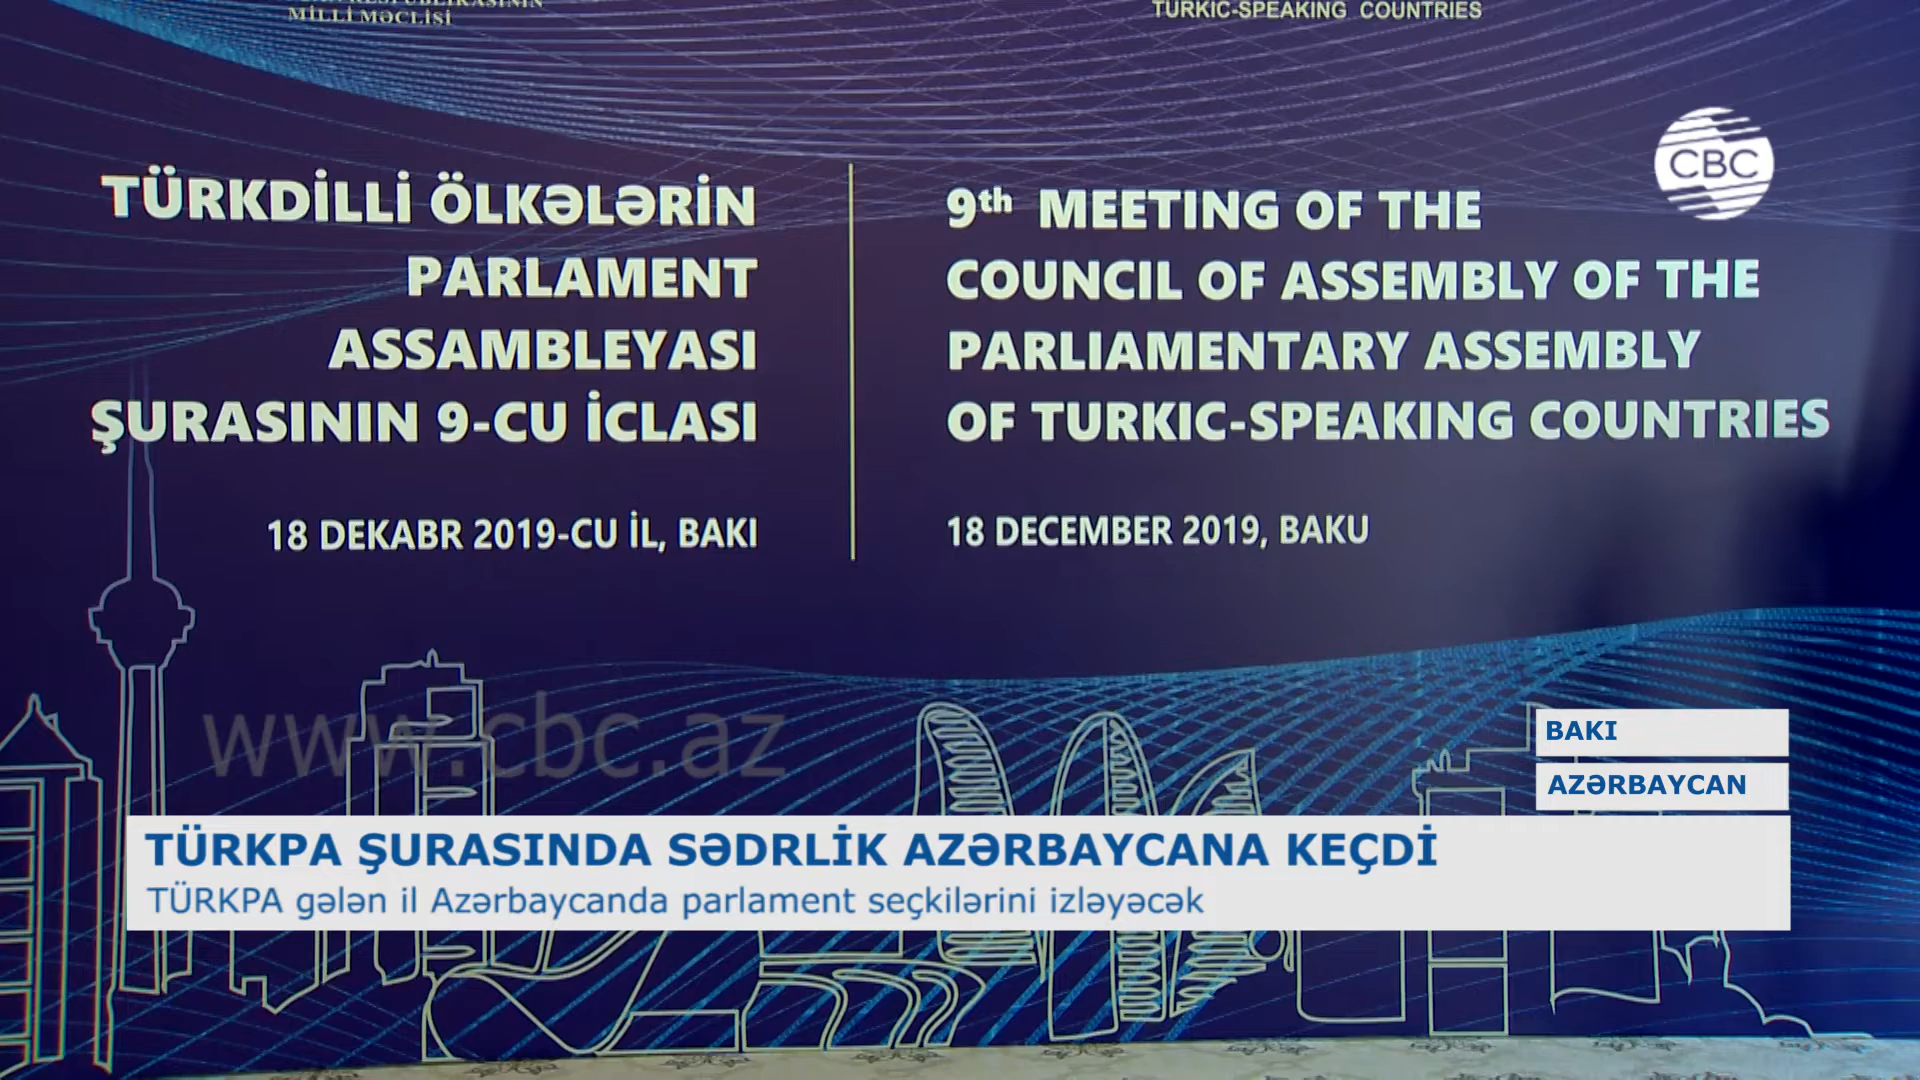 MİLLİ MƏCLİSİ
TURKIC-SPEAKING COUNTRIES
CBC
TÜRKDİLLİ ÖLKƏLƏRİN
PARLAMENT
ASSAMBLEYASI
ŞURASININ 9-CU İCLASI
18 DEKABR 2019-CU İL, BAKI
9th MEETING OF THE
COUNCIL OF ASSEMBLY OF THE
PARLIAMENTARY ASSEMBLY
OF TURKIC-SPEAKING COUNTRIES
18 DECEMBER 2019, BAKU
www.cbc.az
BAKI
AZƏRBAYCAN
TÜRKPA ŞURASINDA SƏDRLİK AZƏRBAYCANA KEÇDİ
TÜRKPA gələn il Azərbaycanda parlament seçkilərini izləyəcək